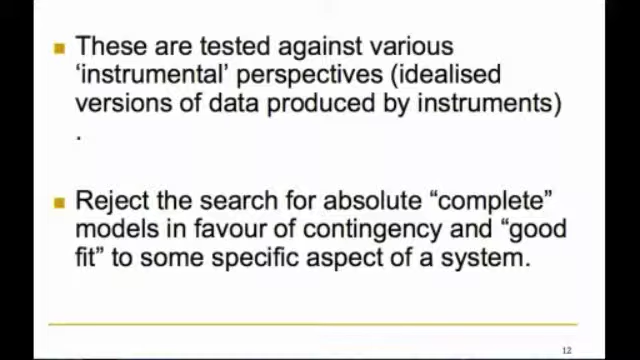 These are tested against various
‘instrumental’ perspectives (idealised
versions of data produced by instruments)
.
Reject the search for absolute “complete”
models in favour of contingency and “good
fit” to some specific aspect of a system.
12